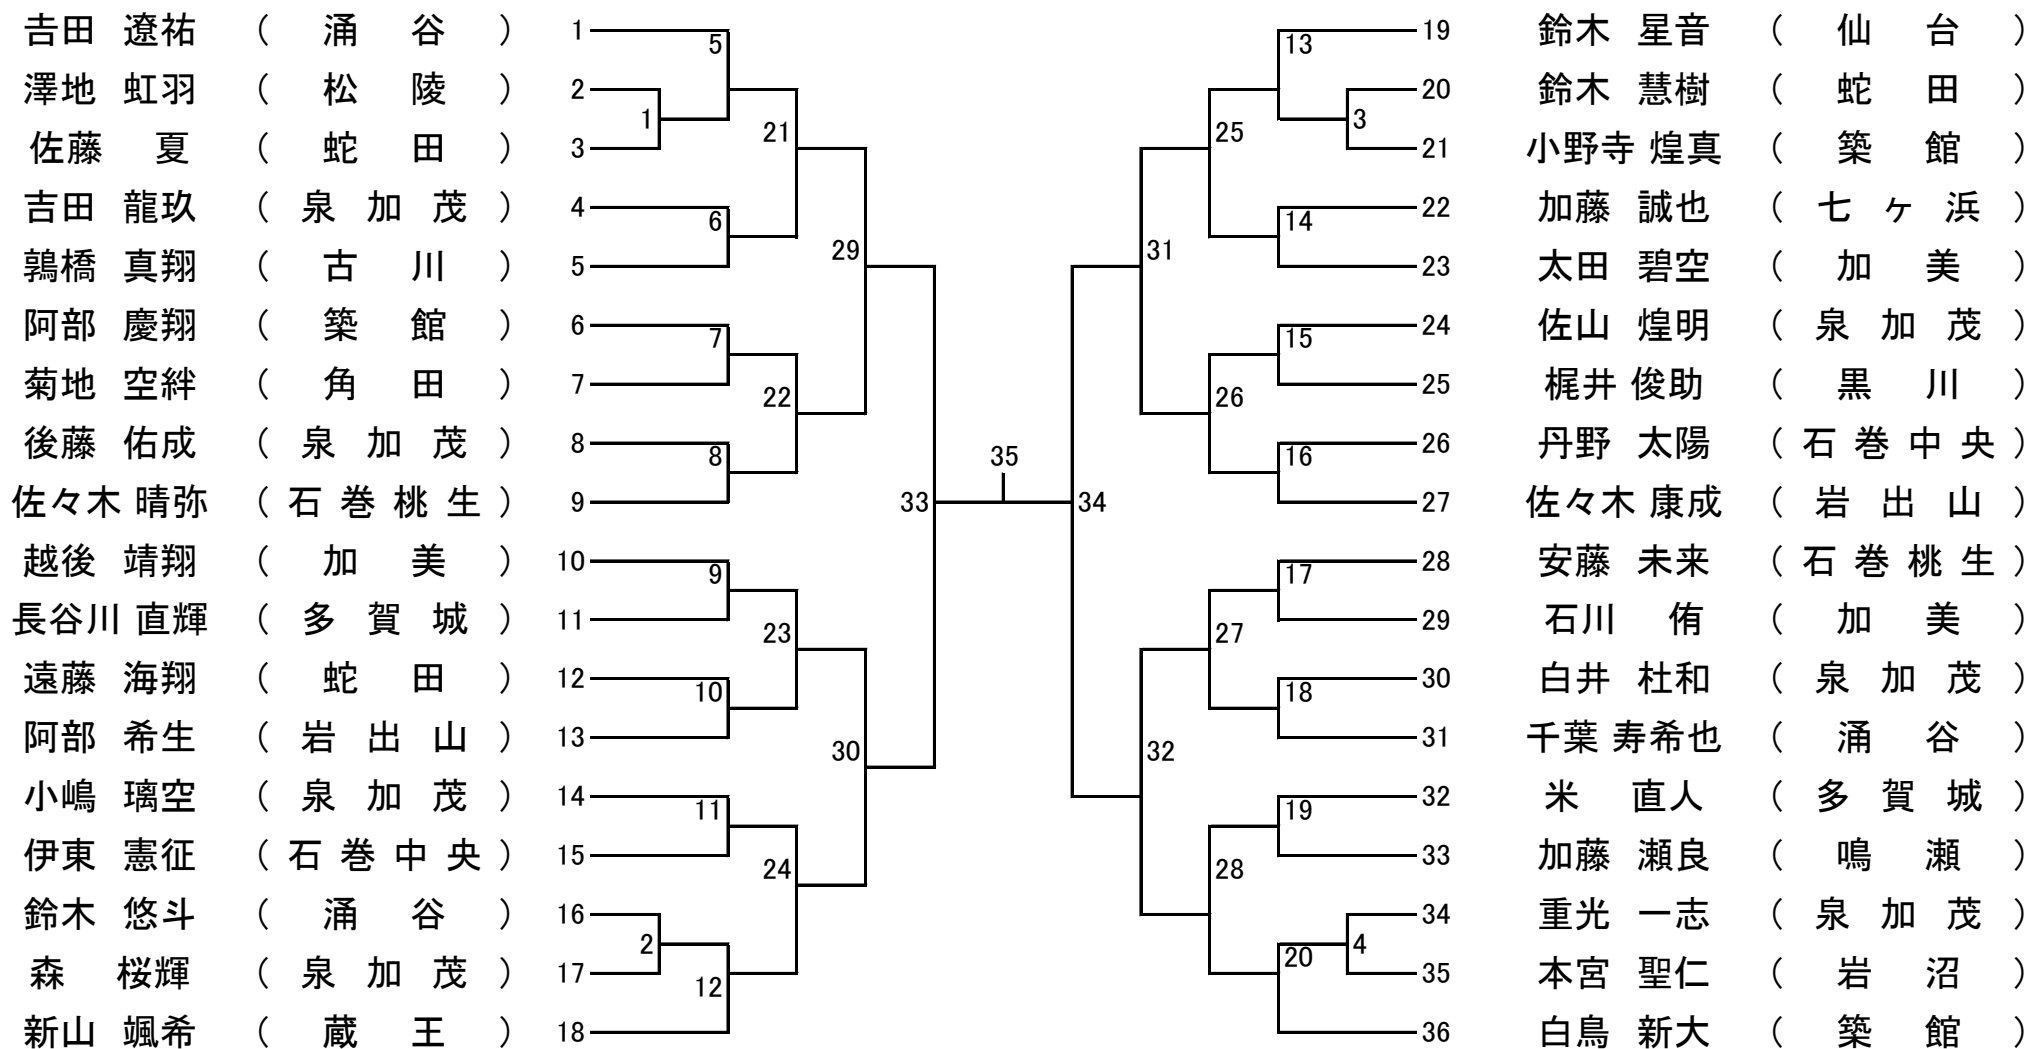 吉田 遼祐 （ 涌 谷 ） 1 5 13 19 鈴木 星音 （ 仙 台 ）
澤地 虹羽 （ 松 陵 ） 2 20 鈴木 慧樹 （ 蛇 田 ）
1 21 25 3
佐藤 夏 （ 蛇 田 ） 3 21 小野寺 煌真 （ 築 館 ）
吉田 龍玖 （ 泉 加 茂 ） 4 6 14 22 加藤 誠也 （ 七 ヶ 浜 ）
29 31
鶉橋 真翔 （ 古 川 ） 5 23 太田 碧空 （ 加 美 ）
阿部 慶翔 （ 築 館 ） 6 7 15 24 佐山 煌明 （ 泉 加 茂 ）
菊地 空絆 （ 角 田 ） 7 22 26 25 梶井 俊助 （ 黒 川 ）
後藤 佑成 （ 泉 加 茂 ） 8 8 35 16 26 丹野 太陽 （ 石 巻 中 央 ）
佐々木 晴弥 （ 石 巻 桃 生 ） 9 33 34 27 佐々木 康成 （ 岩 出 山 ）
越後 靖翔 （ 加 美 ） 10 9 17 28 安藤 未来 （ 石 巻 桃 生 ）
長谷川 直輝 （ 多 賀 城 ） 11 23 27 29 石川 侑 （ 加 美 ）
遠藤 海翔 （ 蛇 田 ） 12 10 18 30 白井 杜和 （ 泉 加 茂 ）
阿部 希生 （ 岩 出 山 ） 13 30 32 31 千葉 寿希也 （ 涌 谷 ）
小嶋 璃空 （ 泉 加 茂 ） 14 11 19 32 米 直人 （ 多 賀 城 ）
伊東 憲征 （ 石 巻 中 央 ） 15 24 28 33 加藤 瀬良 （ 鳴 瀬 ）
鈴木 悠斗 （ 涌 谷 ） 16 34 重光 一志 （ 泉 加 茂 ）
2 20 4
森 桜輝 （ 泉 加 茂 ） 17 12 35 本宮 聖仁 （ 岩 沼 ）
新山 颯希 （ 蔵 王 ） 18 36 白鳥 新大 （ 築 館 ）